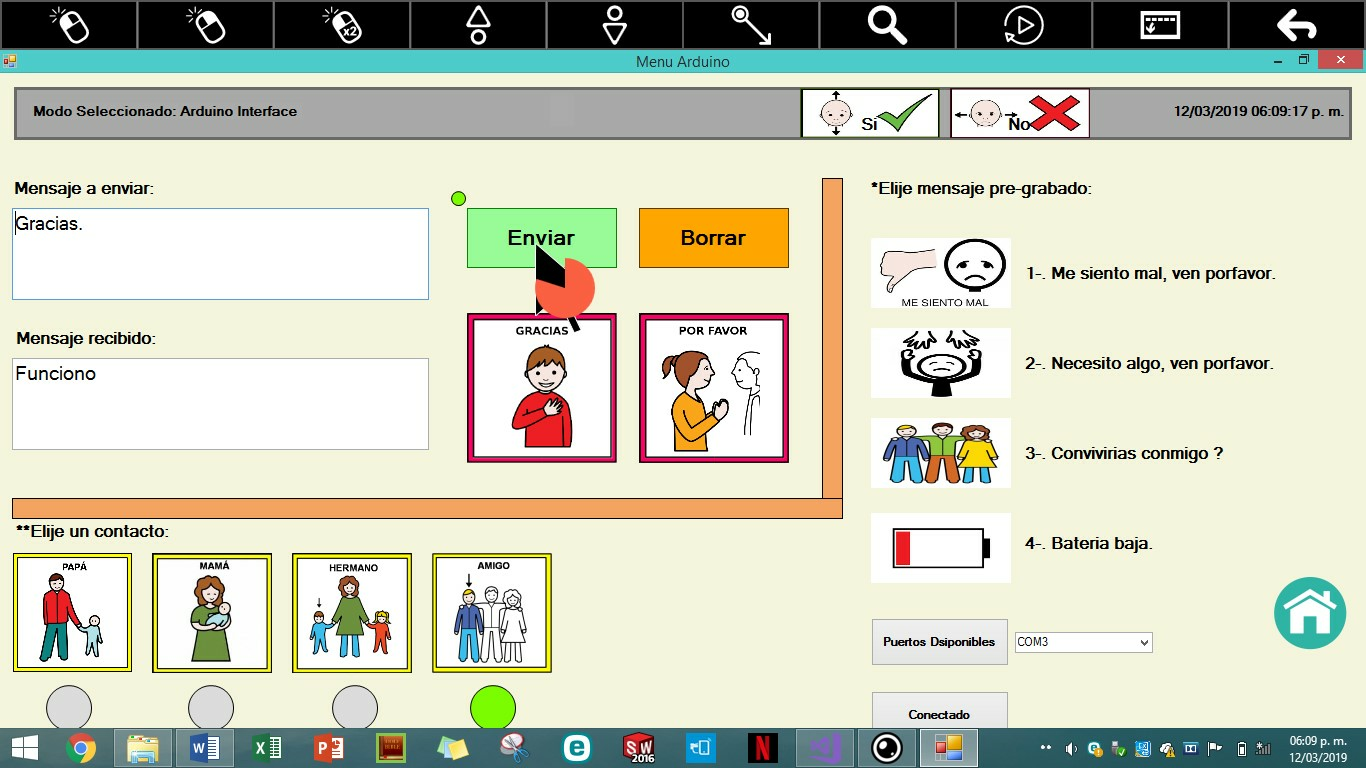 x2
Menu Arduino
Modo Seleccionado: Arduino Interface
Si
No
12/03/2019 06:09:17 p. m.
Mensaje a enviar:
Gracias.
Enviar
Borrar
Mensaje recibido:
Funciono
GRACIAS
POR FAVOR
*Elije mensaje pre-grabado:
ME SIENTO MAL
1-. Me siento mal, ven porfavor.
2-. Necesito algo, ven porfavor.
3-. Convivirias conmigo ?
4-. Bateria baja.
**Elije un contacto:
PAPÁ
MAMÁ
HERMANO
AMIGO
Puertos Dsiponibles
COM3
Conectado
SW
2016
06:09 p. m.
12/03/2019